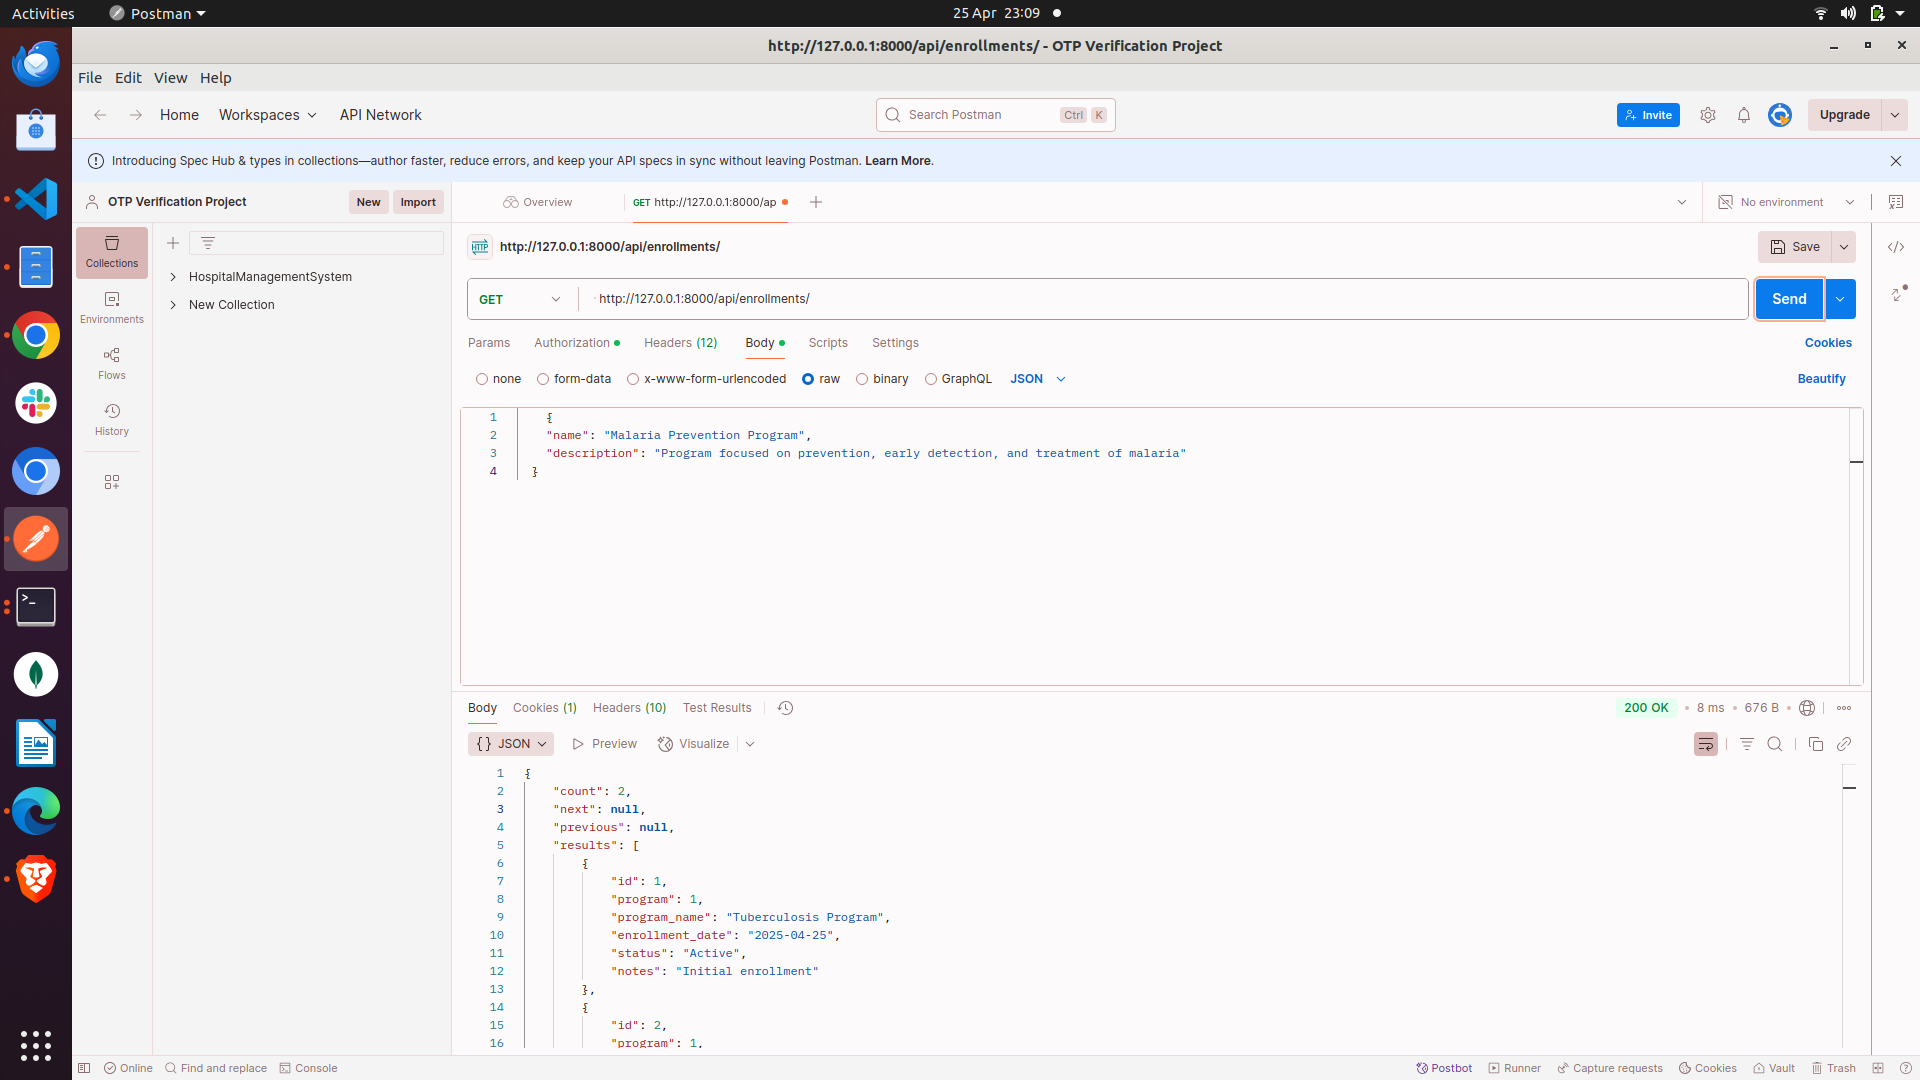 Activities
Postman
25 Apr 23:09
http://127.0.0.1:8000/api/enrollments/ - OTP Verification Project
File Edit View Help
Home Workspaces API Network
Search Postman Ctrl K
Invite
Upgrade
Introducing Spec Hub & types in collections—author faster, reduce errors, and keep your API specs in sync without leaving Postman. Learn More.
OTP Verification Project
New Import
Overview
GET http://127.0.0.1:8000/ap
No environment
Collections
Environments
Flows
History
HospitalManagementSystem
New Collection
HTTP http://127.0.0.1:8000/api/enrollments/
Save
GET http://127.0.0.1:8000/api/enrollments/
Send
Params Authorization Headers (12) Body Scripts Settings
Cookies
none form-data x-www-form-urlencoded raw binary GraphQL JSON
Beautify
1 {
2 "name": "Malaria Prevention Program",
3 "description": "Program focused on prevention, early detection, and treatment of malaria"
4 }
Body Cookies (1) Headers (10) Test Results
200 OK • 8 ms • 676 B •
{} JSON Preview Visualize
1 {
2 "count": 2,
3 "next": null,
4 "previous": null,
5 "results": [
6 {
7 "id": 1,
8 "program": 1,
9 "program_name": "Tuberculosis Program",
10 "enrollment_date": "2025-04-25",
11 "status": "Active",
12 "notes": "Initial enrollment"
13 },
14 {
15 "id": 2,
16 "program": 1,
Online Find and replace Console
Postbot Runner Capture requests Cookies Vault Trash